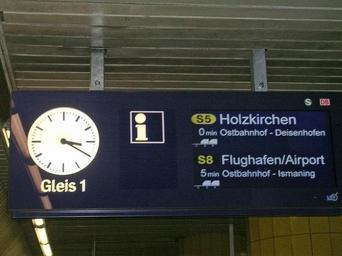 S DB
S5 Holzkirchen
0 min Ostbahnhof - Deisenhofen
i
S8 Flughafen/Airport
5 min Ostbahnhof - Ismaning
Gleis 1